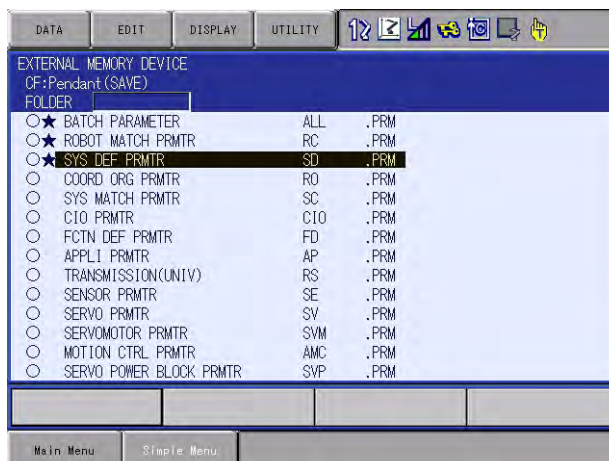 DATA EDIT DISPLAY UTILITY
EXTERNAL MEMORY DEVICE
CF:Pendant(SAVE)
FOLDER
○★ BATCH PARAMETER ALL .PRM
○★ ROBOT MATCH PRMTR RC .PRM
○★ SYS DEF PRMTR SD .PRM
○ COORD ORG PRMTR RO .PRM
○ SYS MATCH PRMTR SC .PRM
○ CIO PRMTR CIO .PRM
○ FCTN DEF PRMTR FD .PRM
○ APPLI PRMTR AP .PRM
○ TRANSMISSION(UNIV) RS .PRM
○ SENSOR PRMTR SE .PRM
○ SERVO PRMTR SV .PRM
○ SERVOMOTOR PRMTR SVM .PRM
○ MOTION CTRL PRMTR AMC .PRM
○ SERVO POWER BLOCK PRMTR SVP .PRM
Main Menu Simple Menu